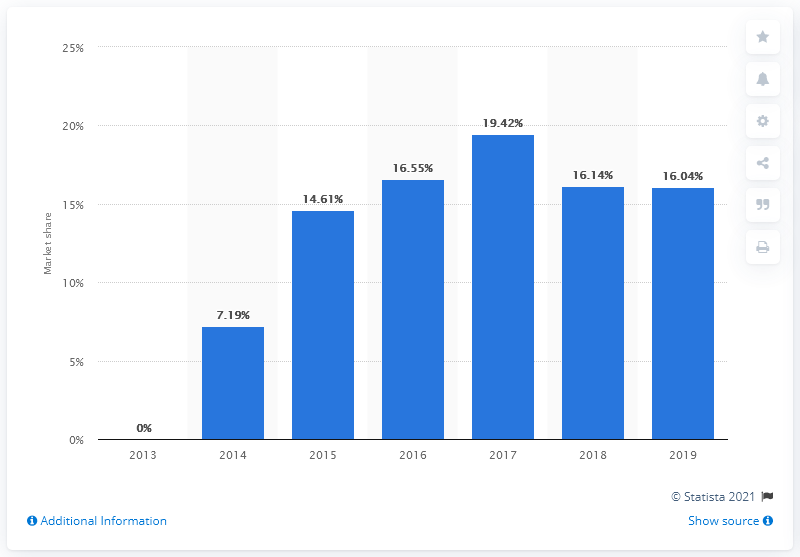 25%
20%
15%
10%
5%
0%
Market share
0%
7.19%
14.61%
16.55%
19.42%
16.14%
16.04%
2013 2014 2015 2016 2017 2018 2019
© Statista 2021
Additional Information
Show source